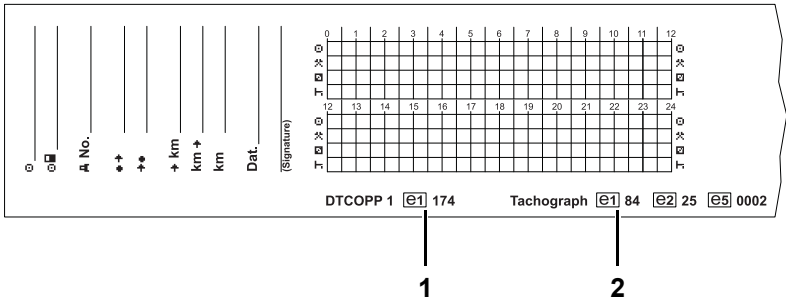 0 1 2 3 4 5 6 7 8 9 10 11 12
12 13 14 15 16 17 18 19 20 21 22 23 24
No.
km
km
km
Dat.
(Signature)
DTCOPP 1 e1 174 Tachograph e1 84 e2 25 e5 0002
1 2